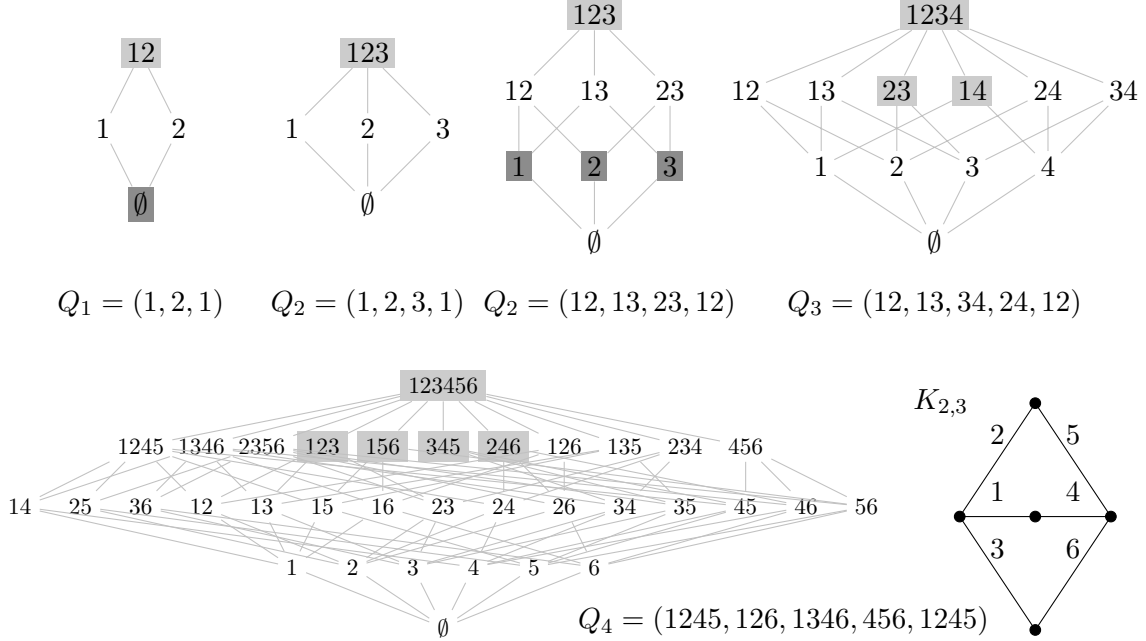 12
123
123
1234
12 13 23
12 13 23 14 24 34
1 2
1 2 3
1 2 3
1 2 3 4
∅
∅
∅
∅
Q₁ = (1, 2, 1)
Q₂ = (1, 2, 3, 1)
Q₂ = (12, 13, 23, 12)
Q₃ = (12, 13, 34, 24, 12)
123456
1245 1346 2356 123 156 345 246 126 135 234 456
14 25 36 12 13 15 16 23 24 26 34 35 45 46 56
1 2 3 4 5 6
∅
Q₄ = (1245, 126, 1346, 456, 1245)
K₂,₃
2 5
1 4
3 6